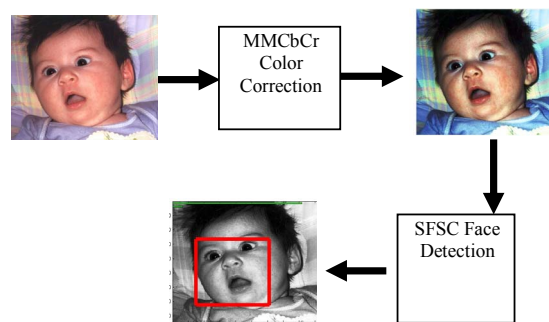 MMCbCr
Color
Correction
SFSC Face
Detection